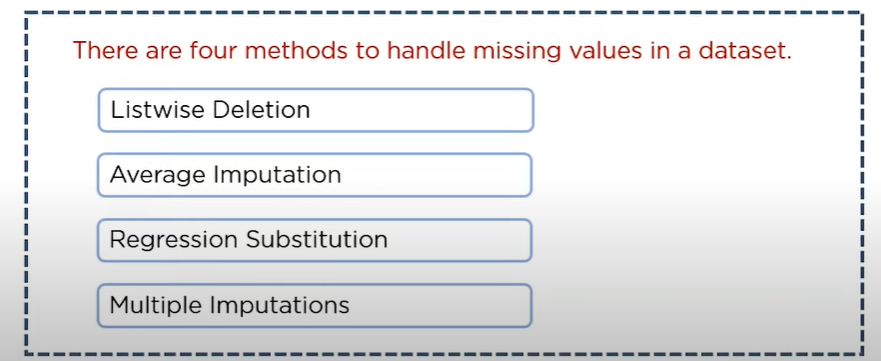 There are four methods to handle missing values in a dataset.
Listwise Deletion
Average Imputation
Regression Substitution
Multiple Imputations